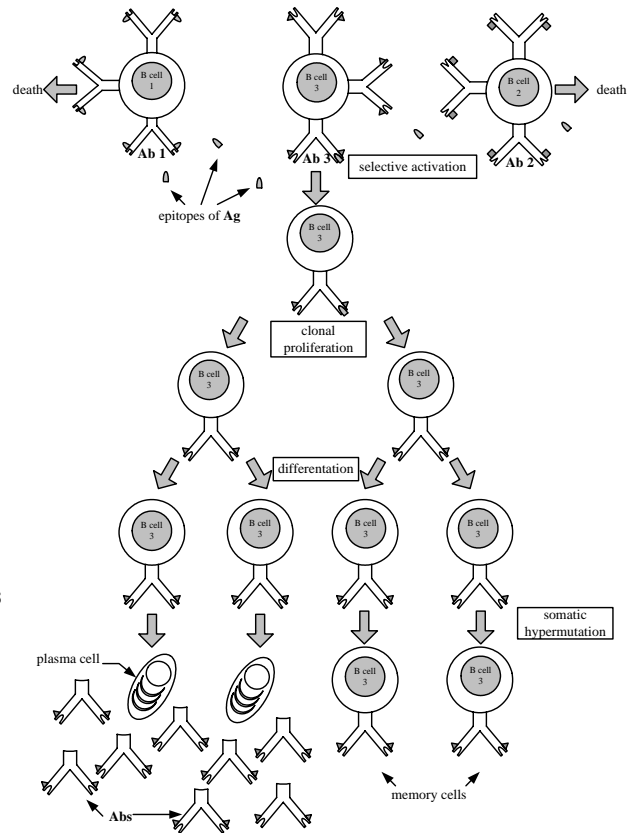 B cell
1
B cell
3
B cell
2
death
death
Ab 1
Ab 3
Ab 2
selective activation
epitopes of Ag
B cell
3
clonal
proliferation
B cell
3
B cell
3
differentation
B cell
3
B cell
3
B cell
3
B cell
3
somatic
hypermutation
plasma cell
B cell
3
B cell
3
memory cells
Abs